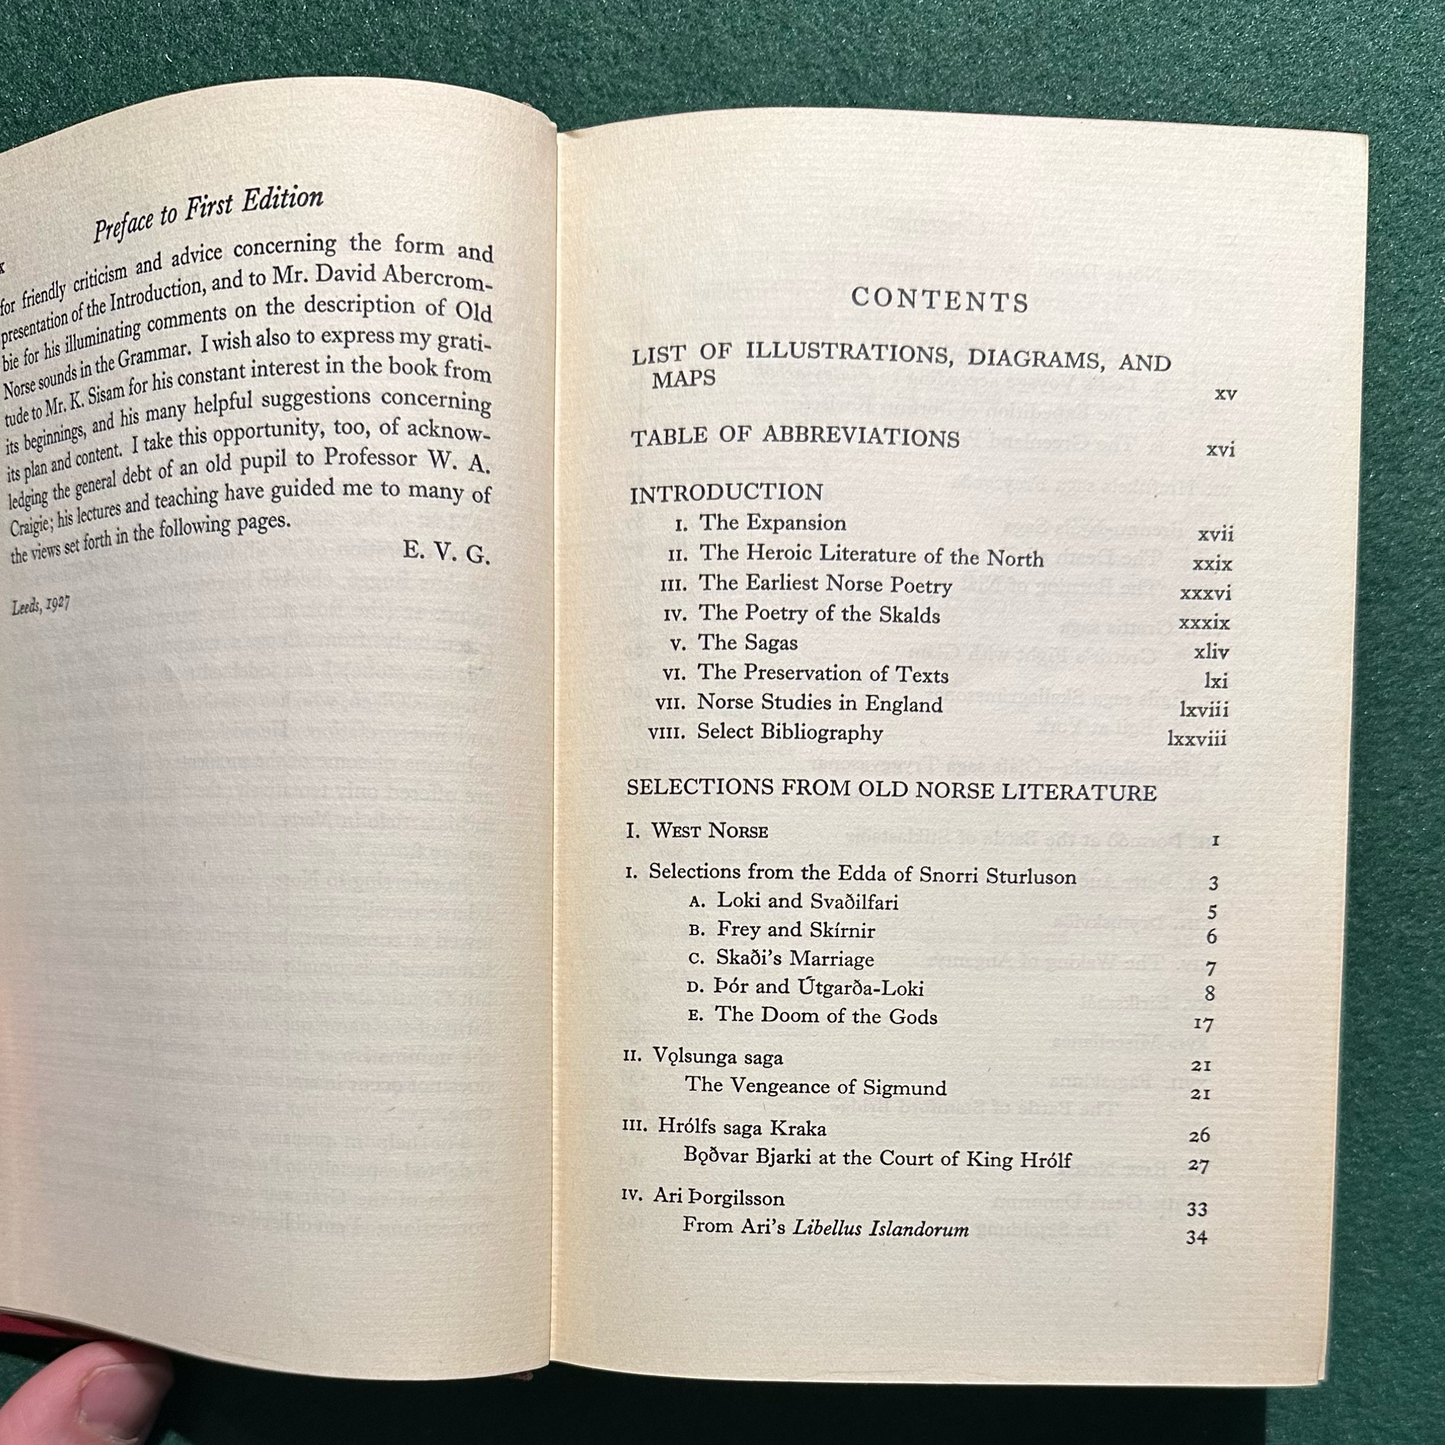 x
Preface to First Edition
for friendly criticism and advice concerning the form and
presentation of the Introduction, and to Mr. David Abercrom-
bie for his illuminating comments on the description of Old
Norse sounds in the Grammar. I wish also to express my grati-
tude to Mr. K. Sisam for his constant interest in the book from
its beginnings, and his many helpful suggestions concerning
its plan and content. I take this opportunity, too, of acknow-
ledging the general debt of an old pupil to Professor W. A.
Craigie; his lectures and teaching have guided me to many of
the views set forth in the following pages.
E. V. G.
Leeds, 1927
CONTENTS
LIST OF ILLUSTRATIONS, DIAGRAMS, AND
MAPS xv
TABLE OF ABBREVIATIONS xvi
INTRODUCTION
I. The Expansion xvii
II. The Heroic Literature of the North xxix
III. The Earliest Norse Poetry xxxvi
IV. The Poetry of the Skalds xxxix
V. The Sagas xliv
VI. The Preservation of Texts lxi
VII. Norse Studies in England lxviii
VIII. Select Bibliography lxxviii
SELECTIONS FROM OLD NORSE LITERATURE
I. WEST NORSE 1
I. Selections from the Edda of Snorri Sturluson 3
A. Loki and Svaðilfari 5
B. Frey and Skírnir 6
C. Skaði's Marriage 7
D. Þór and Útgarða-Loki 8
E. The Doom of the Gods 17
II. Vǫlsunga saga 21
The Vengeance of Sigmund 21
III. Hrólfs saga Kraka 26
Bǫðvar Bjarki at the Court of King Hrólf 27
IV. Ari Þorgilsson 33
From Ari's Libellus Islandorum 34